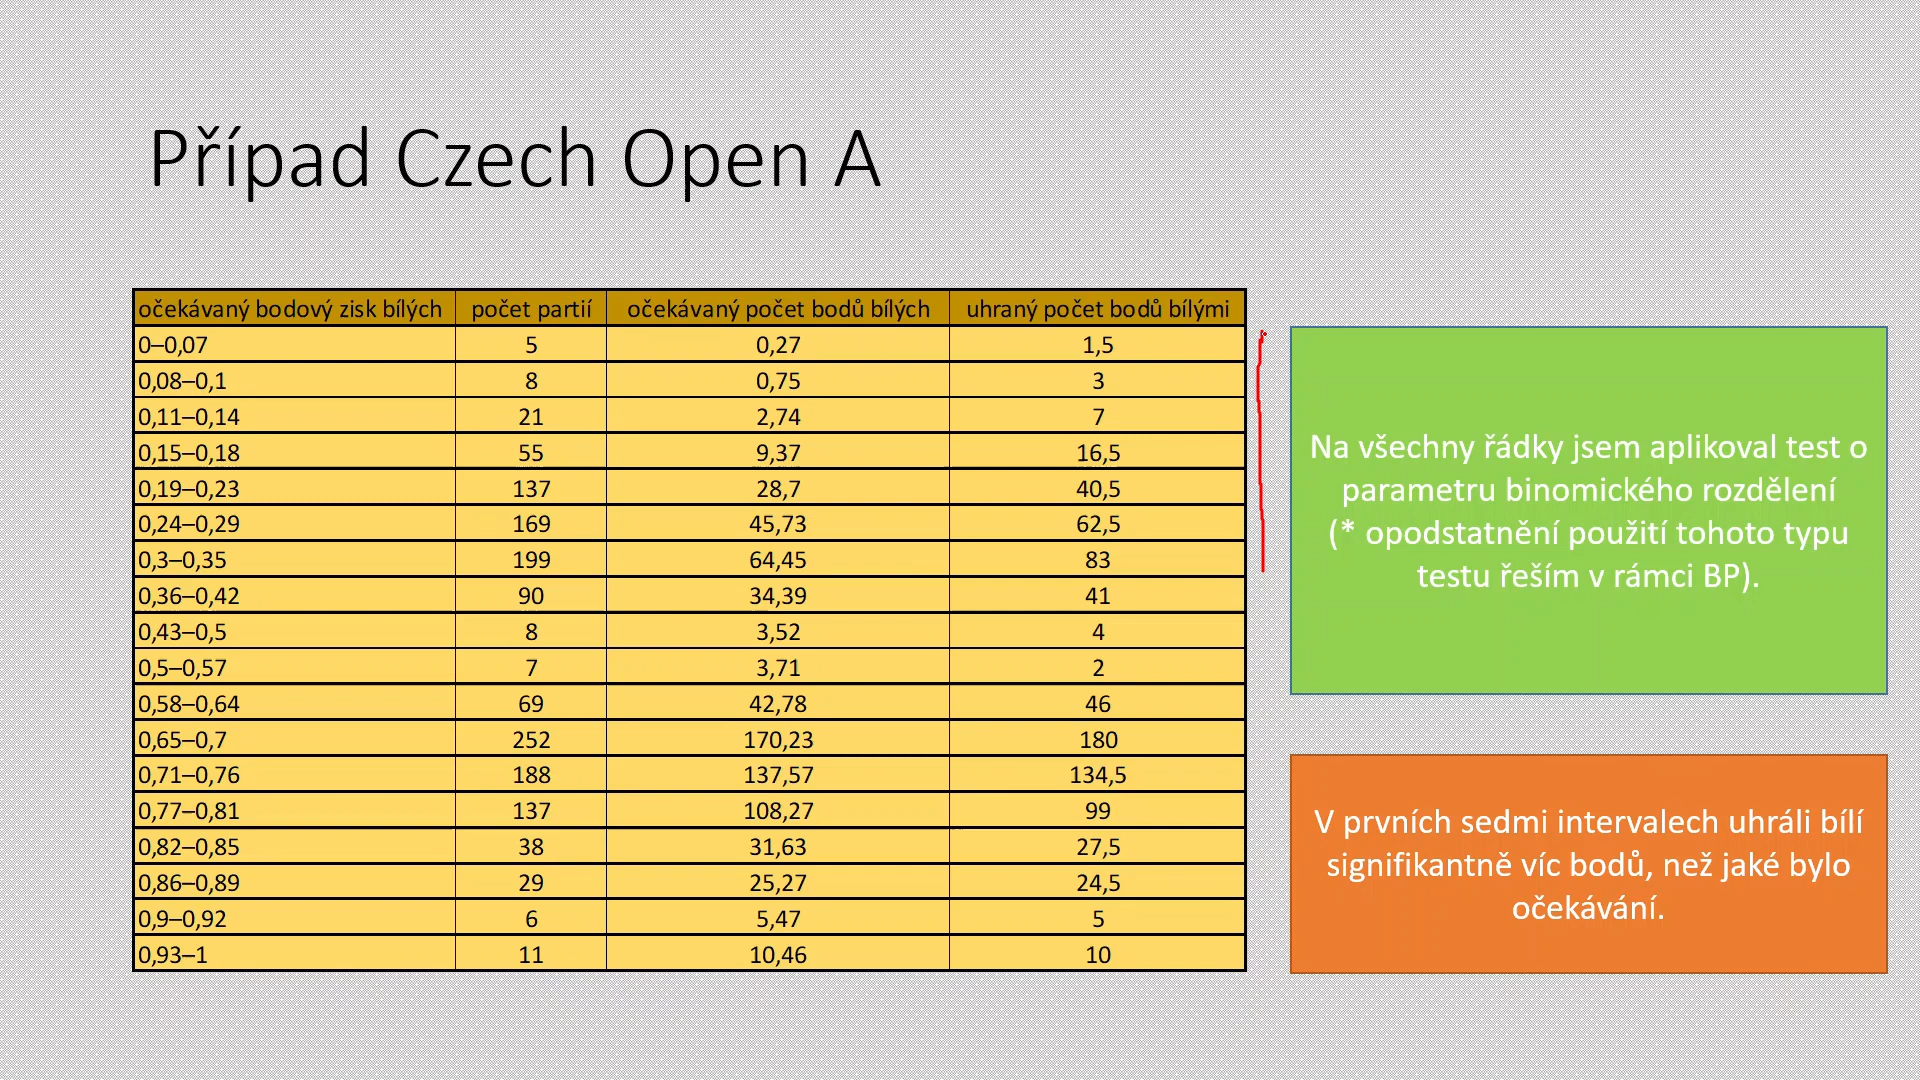 Případ Czech Open A
očekávaný bodový zisk bílých počet partií očekávaný počet bodů bílých uhraný počet bodů bílými
0–0,07 5 0,27 1,5
0,08–0,1 8 0,75 3
0,11–0,14 21 2,74 7
0,15–0,18 55 9,37 16,5
0,19–0,23 137 28,7 40,5
0,24–0,29 169 45,73 62,5
0,3–0,35 199 64,45 83
0,36–0,42 90 34,39 41
0,43–0,5 8 3,52 4
0,5–0,57 7 3,71 2
0,58–0,64 69 42,78 46
0,65–0,7 252 170,23 180
0,71–0,76 188 137,57 134,5
0,77–0,81 137 108,27 99
0,82–0,85 38 31,63 27,5
0,86–0,89 29 25,27 24,5
0,9–0,92 6 5,47 5
0,93–1 11 10,46 10
Na všechny řádky jsem aplikoval test o
parametru binomického rozdělení
(* opodstatnění použití tohoto typu
testu řeším v rámci BP).
V prvních sedmi intervalech uhráli bílí
signifikantně víc bodů, než jaké bylo
očekávání.